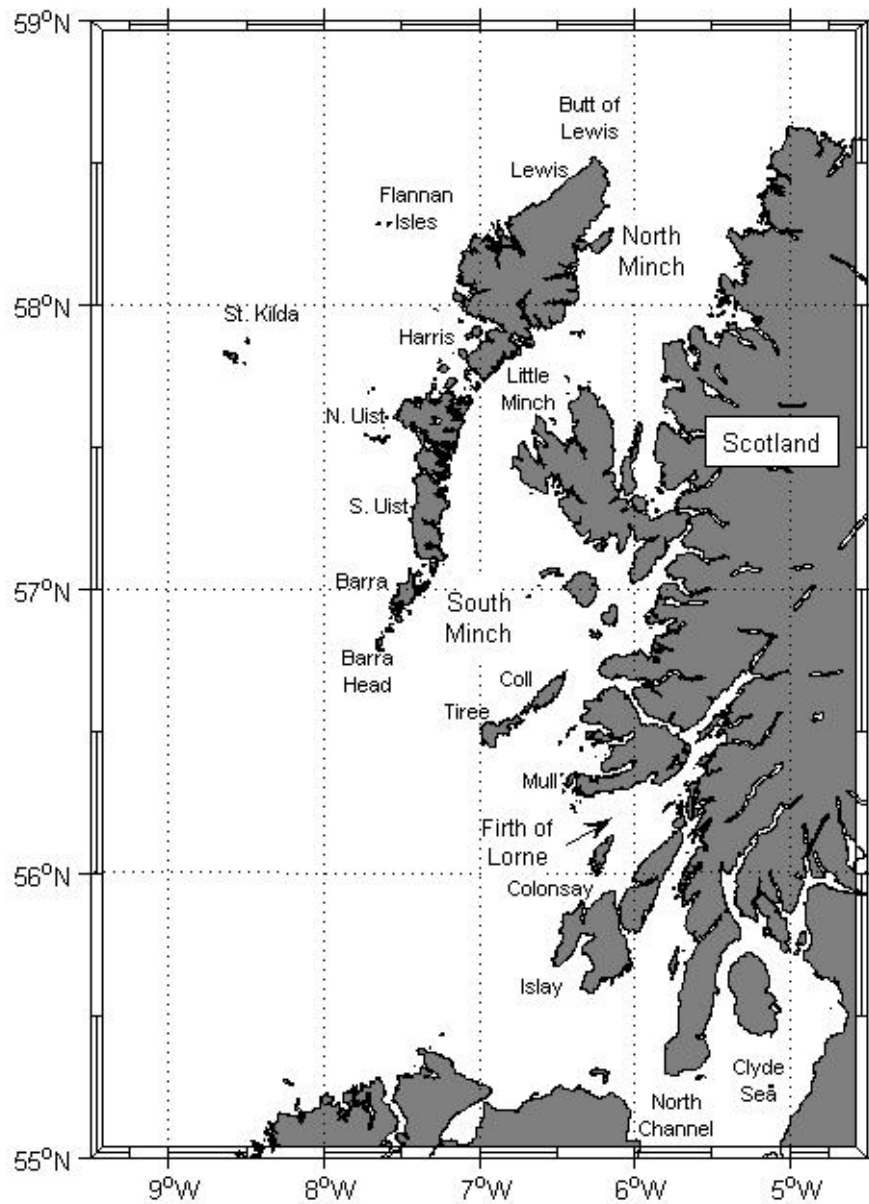 59°N
Butt of
Lewis
Lewis
Flannan
Isles
North
Minch
58°N
St. Kilda
Harris
Little
Minch
N. Uist
Scotland
S. Uist
57°N
Barra
South
Minch
Barra
Head
Coll
Tiree
Mull
Firth of
Lorne
56°N
Colonsay
Islay
Clyde
Sea
North
Channel
55°N
9°W
8°W
7°W
6°W
5°W